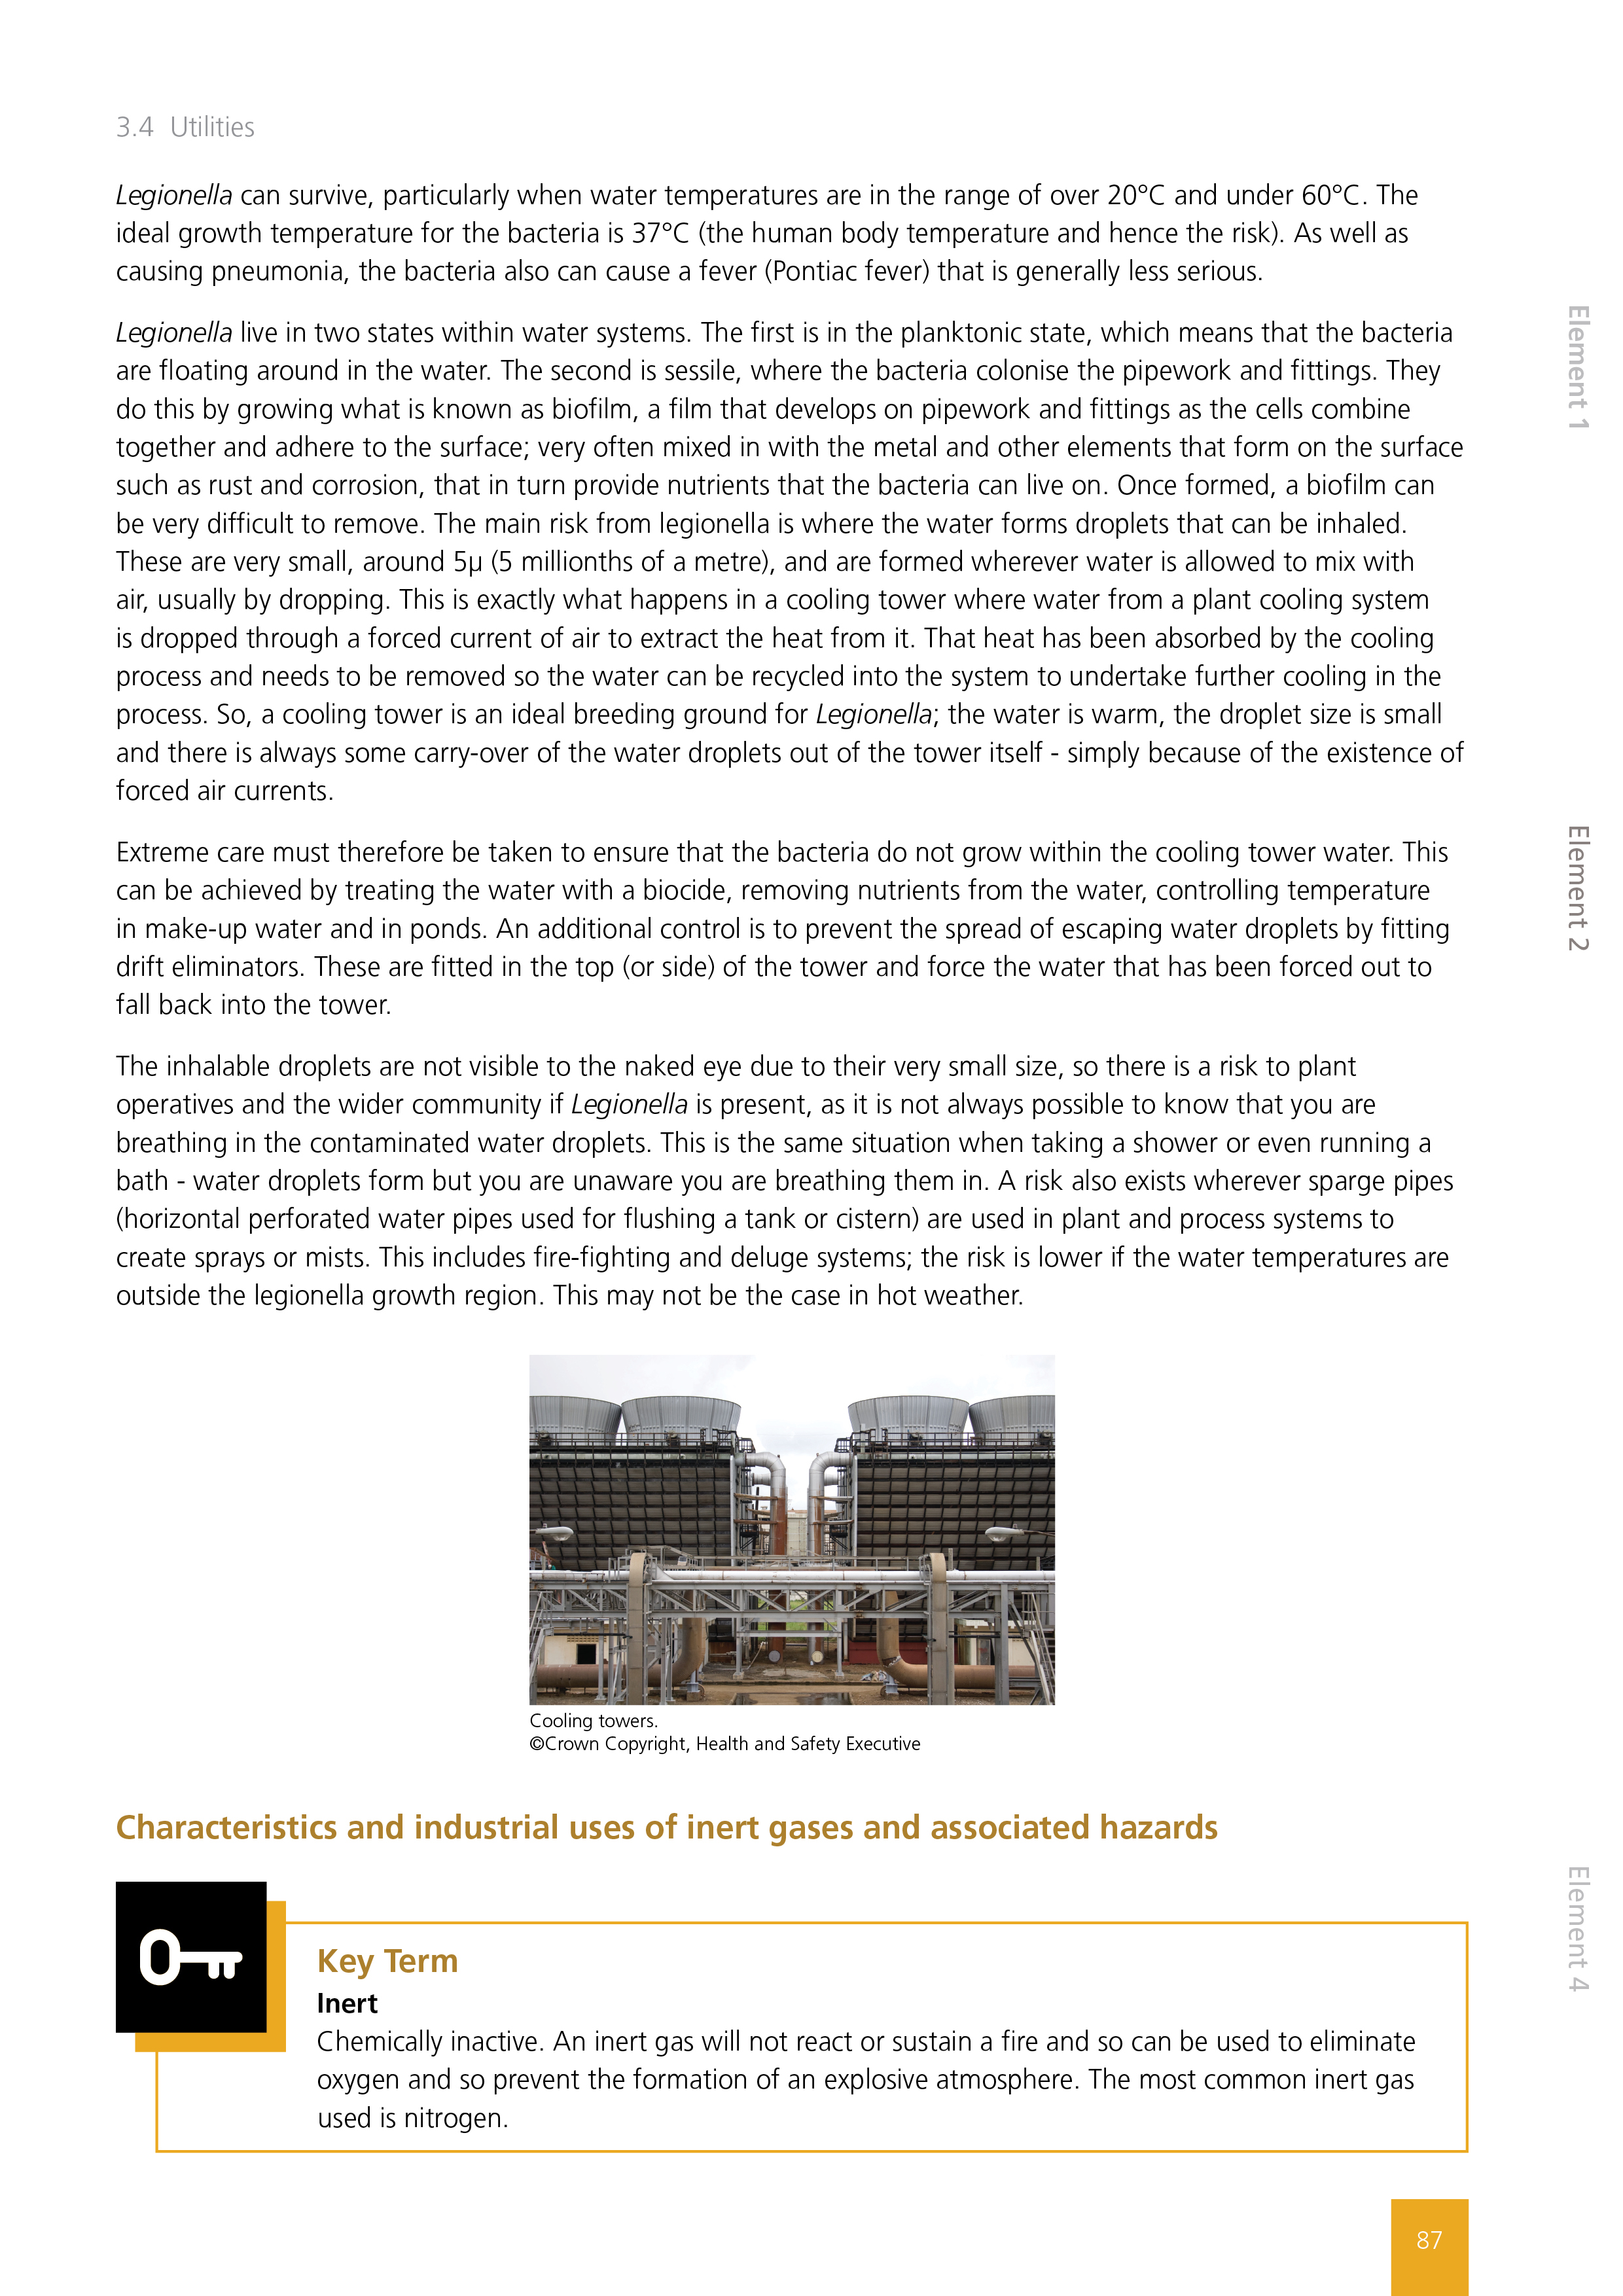 3.4 Utilities
Legionella can survive, particularly when water temperatures are in the range of over 20°C and under 60°C. The
ideal growth temperature for the bacteria is 37°C (the human body temperature and hence the risk). As well as
causing pneumonia, the bacteria also can cause a fever (Pontiac fever) that is generally less serious.
Legionella live in two states within water systems. The first is in the planktonic state, which means that the bacteria
are floating around in the water. The second is sessile, where the bacteria colonise the pipework and fittings. They
do this by growing what is known as biofilm, a film that develops on pipework and fittings as the cells combine
together and adhere to the surface; very often mixed in with the metal and other elements that form on the surface
such as rust and corrosion, that in turn provide nutrients that the bacteria can live on. Once formed, a biofilm can
be very difficult to remove. The main risk from legionella is where the water forms droplets that can be inhaled.
These are very small, around 5µ (5 millionths of a metre), and are formed wherever water is allowed to mix with
air, usually by dropping. This is exactly what happens in a cooling tower where water from a plant cooling system
is dropped through a forced current of air to extract the heat from it. That heat has been absorbed by the cooling
process and needs to be removed so the water can be recycled into the system to undertake further cooling in the
process. So, a cooling tower is an ideal breeding ground for Legionella; the water is warm, the droplet size is small
and there is always some carry-over of the water droplets out of the tower itself - simply because of the existence of
forced air currents.
Extreme care must therefore be taken to ensure that the bacteria do not grow within the cooling tower water. This
can be achieved by treating the water with a biocide, removing nutrients from the water, controlling temperature
in make-up water and in ponds. An additional control is to prevent the spread of escaping water droplets by fitting
drift eliminators. These are fitted in the top (or side) of the tower and force the water that has been forced out to
fall back into the tower.
The inhalable droplets are not visible to the naked eye due to their very small size, so there is a risk to plant
operatives and the wider community if Legionella is present, as it is not always possible to know that you are
breathing in the contaminated water droplets. This is the same situation when taking a shower or even running a
bath - water droplets form but you are unaware you are breathing them in. A risk also exists wherever sparge pipes
(horizontal perforated water pipes used for flushing a tank or cistern) are used in plant and process systems to
create sprays or mists. This includes fire-fighting and deluge systems; the risk is lower if the water temperatures are
outside the legionella growth region. This may not be the case in hot weather.
Cooling towers.
©Crown Copyright, Health and Safety Executive
Characteristics and industrial uses of inert gases and associated hazards
Key Term
Inert
Chemically inactive. An inert gas will not react or sustain a fire and so can be used to eliminate
oxygen and so prevent the formation of an explosive atmosphere. The most common inert gas
used is nitrogen.
87
Element 1
Element 2
Element 4